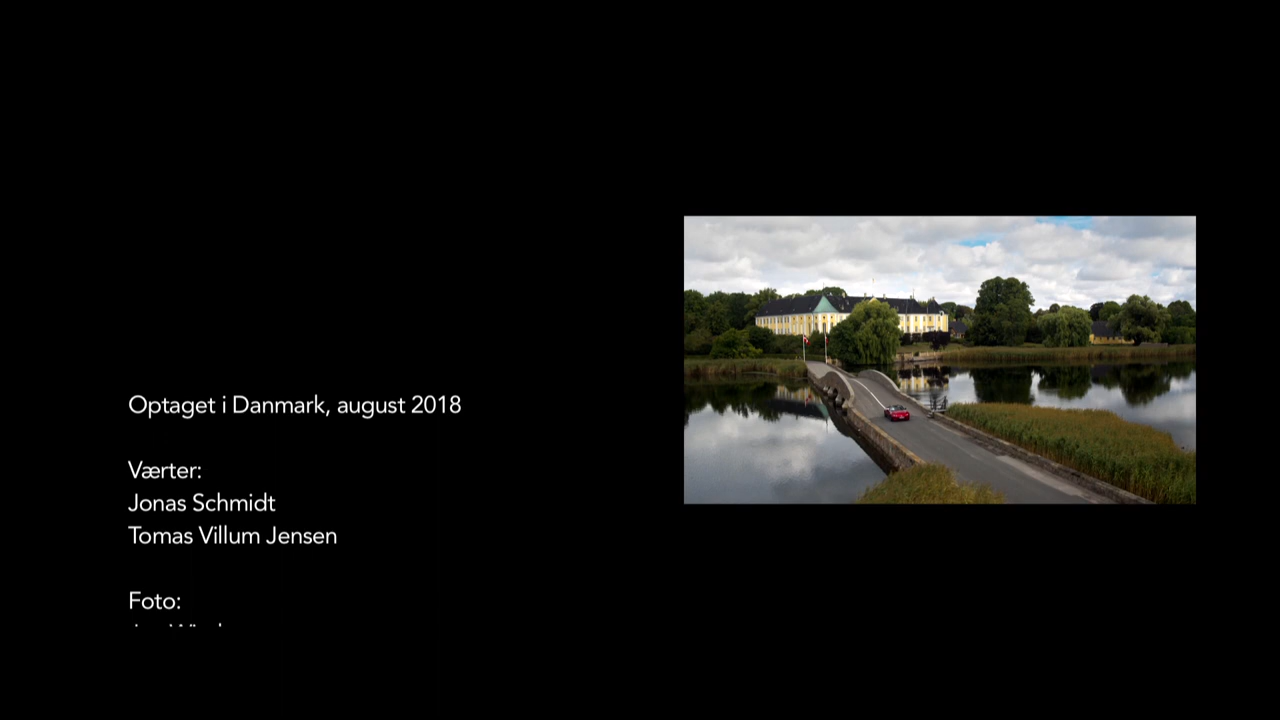 Optaget i Danmark, august 2018
Værter:
Jonas Schmidt
Tomas Villum Jensen
Foto: